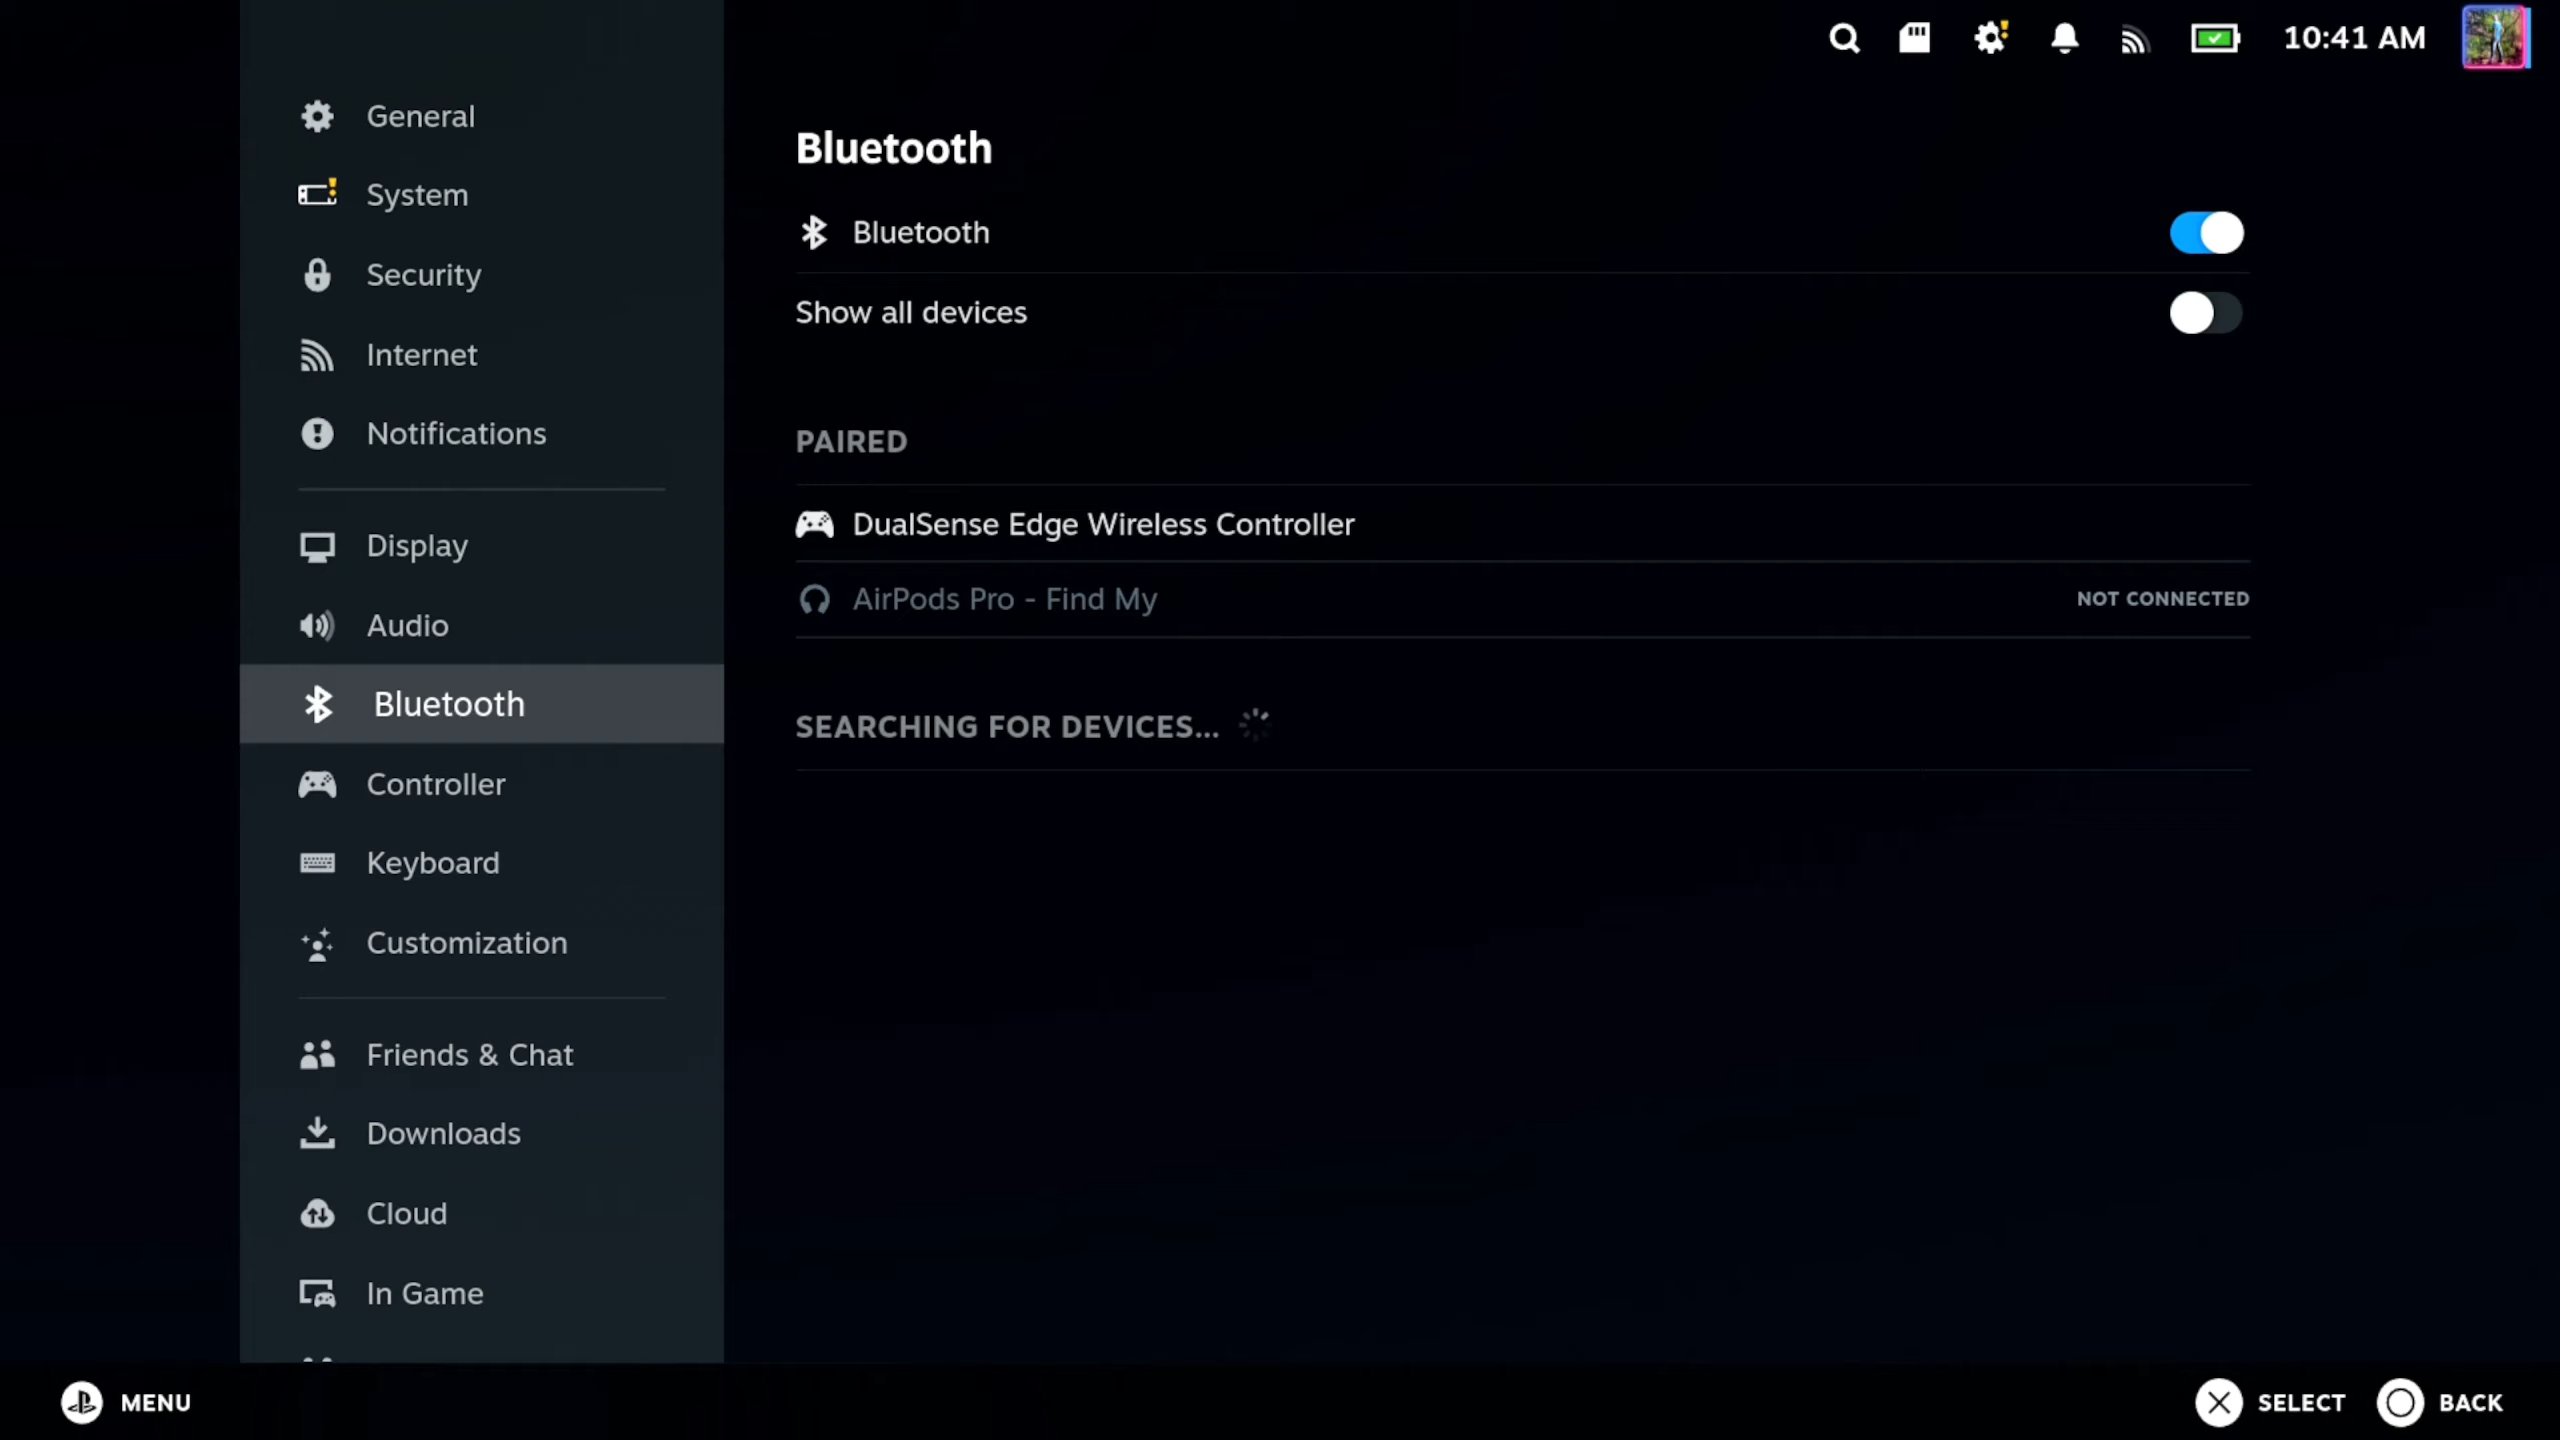 10:41 AM
General
System
Security
Internet
Notifications
Display
Audio
Bluetooth
Controller
Keyboard
Customization
Friends & Chat
Downloads
Cloud
In Game
Bluetooth
Bluetooth
Show all devices
PAIRED
DualSense Edge Wireless Controller
AirPods Pro - Find My NOT CONNECTED
SEARCHING FOR DEVICES...
MENU
SELECT BACK